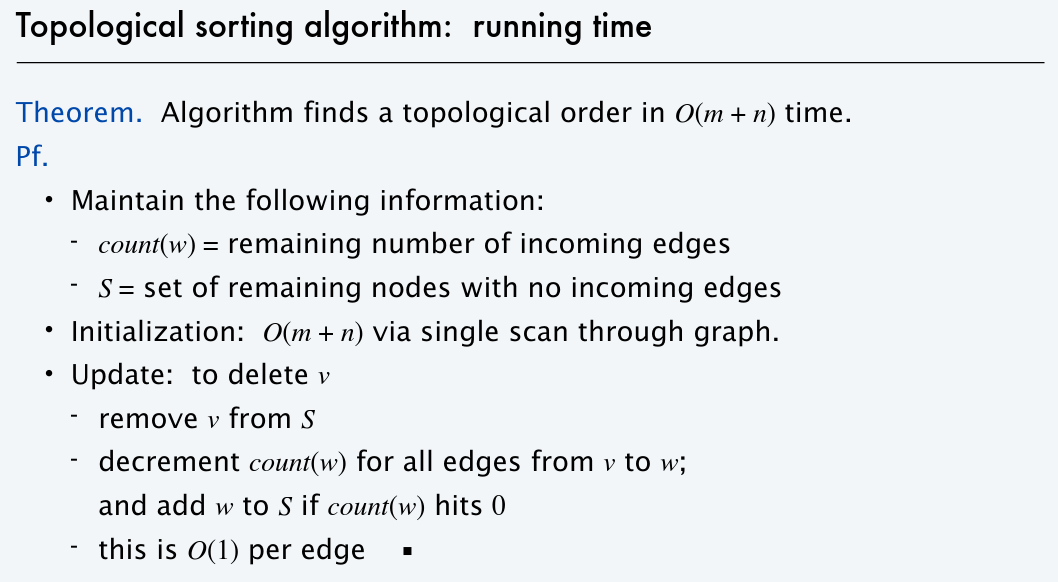 Topological sorting algorithm: running time
Theorem. Algorithm finds a topological order in O(m + n) time.
Pf.
• Maintain the following information:
- count(w) = remaining number of incoming edges
- S = set of remaining nodes with no incoming edges
• Initialization: O(m + n) via single scan through graph.
• Update: to delete v
- remove v from S
- decrement count(w) for all edges from v to w;
and add w to S if count(w) hits 0
- this is O(1) per edge ▪